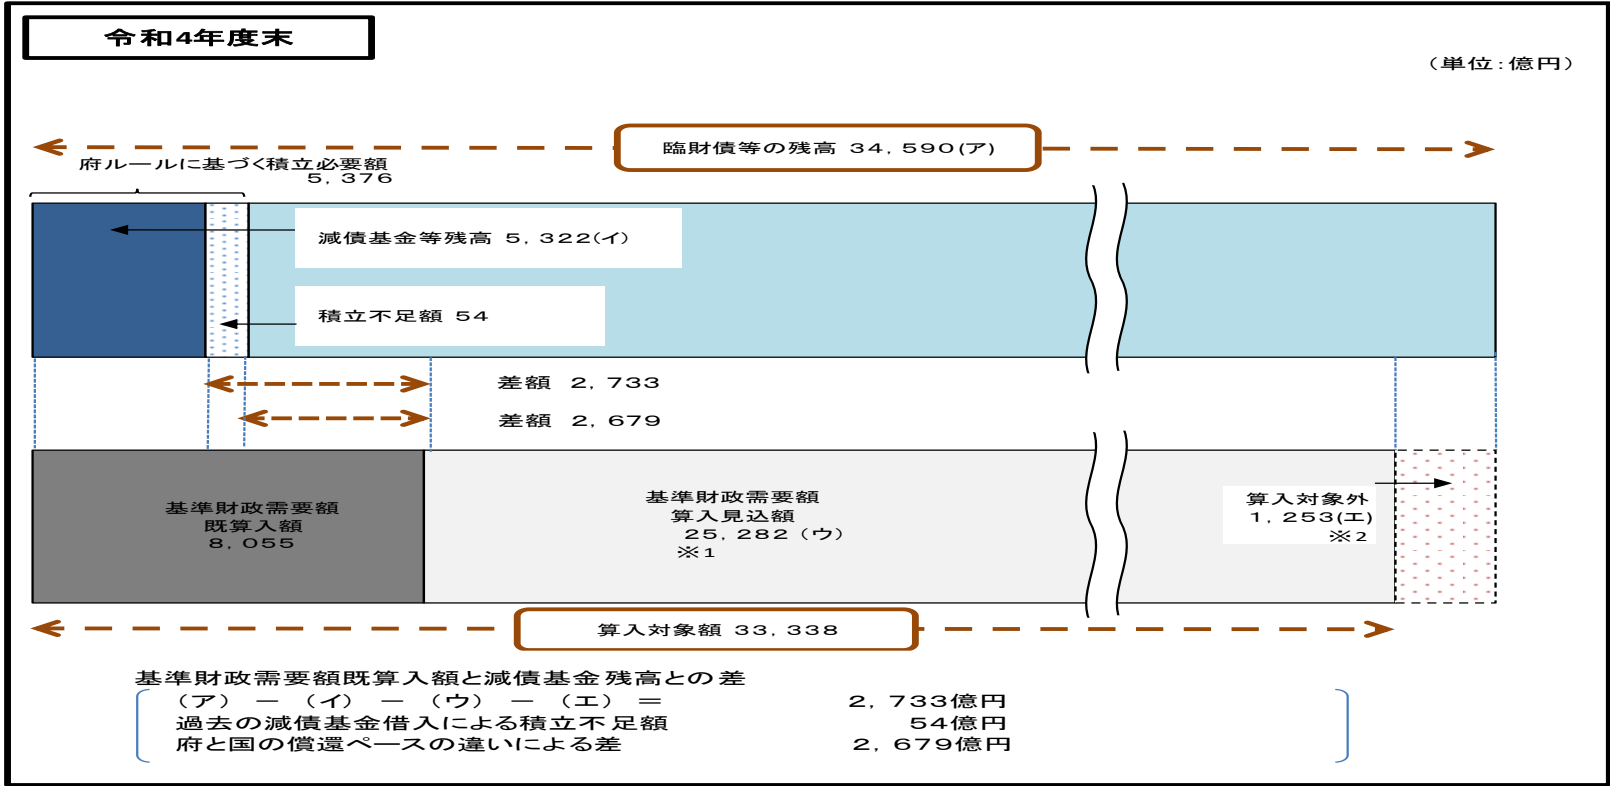 令和4年度末
（単位：億円）
臨財債等の残高 34,590(ア)
府ルールに基づく積立必要額
5,376
減債基金等残高 5,322(イ)
積立不足額 54
差額 2,733
差額 2,679
基準財政需要額
既算入額
8,055
基準財政需要額
算入見込額
25,282（ウ）
※1
算入対象外
1,253(エ)
※2
算入対象額 33,338
基準財政需要額既算入額と減債基金残高との差
（ア） － （イ） － （ウ） － （エ） ＝ 2,733億円
過去の減債基金借入による積立不足額 54億円
府と国の償還ペースの違いによる差 2,679億円